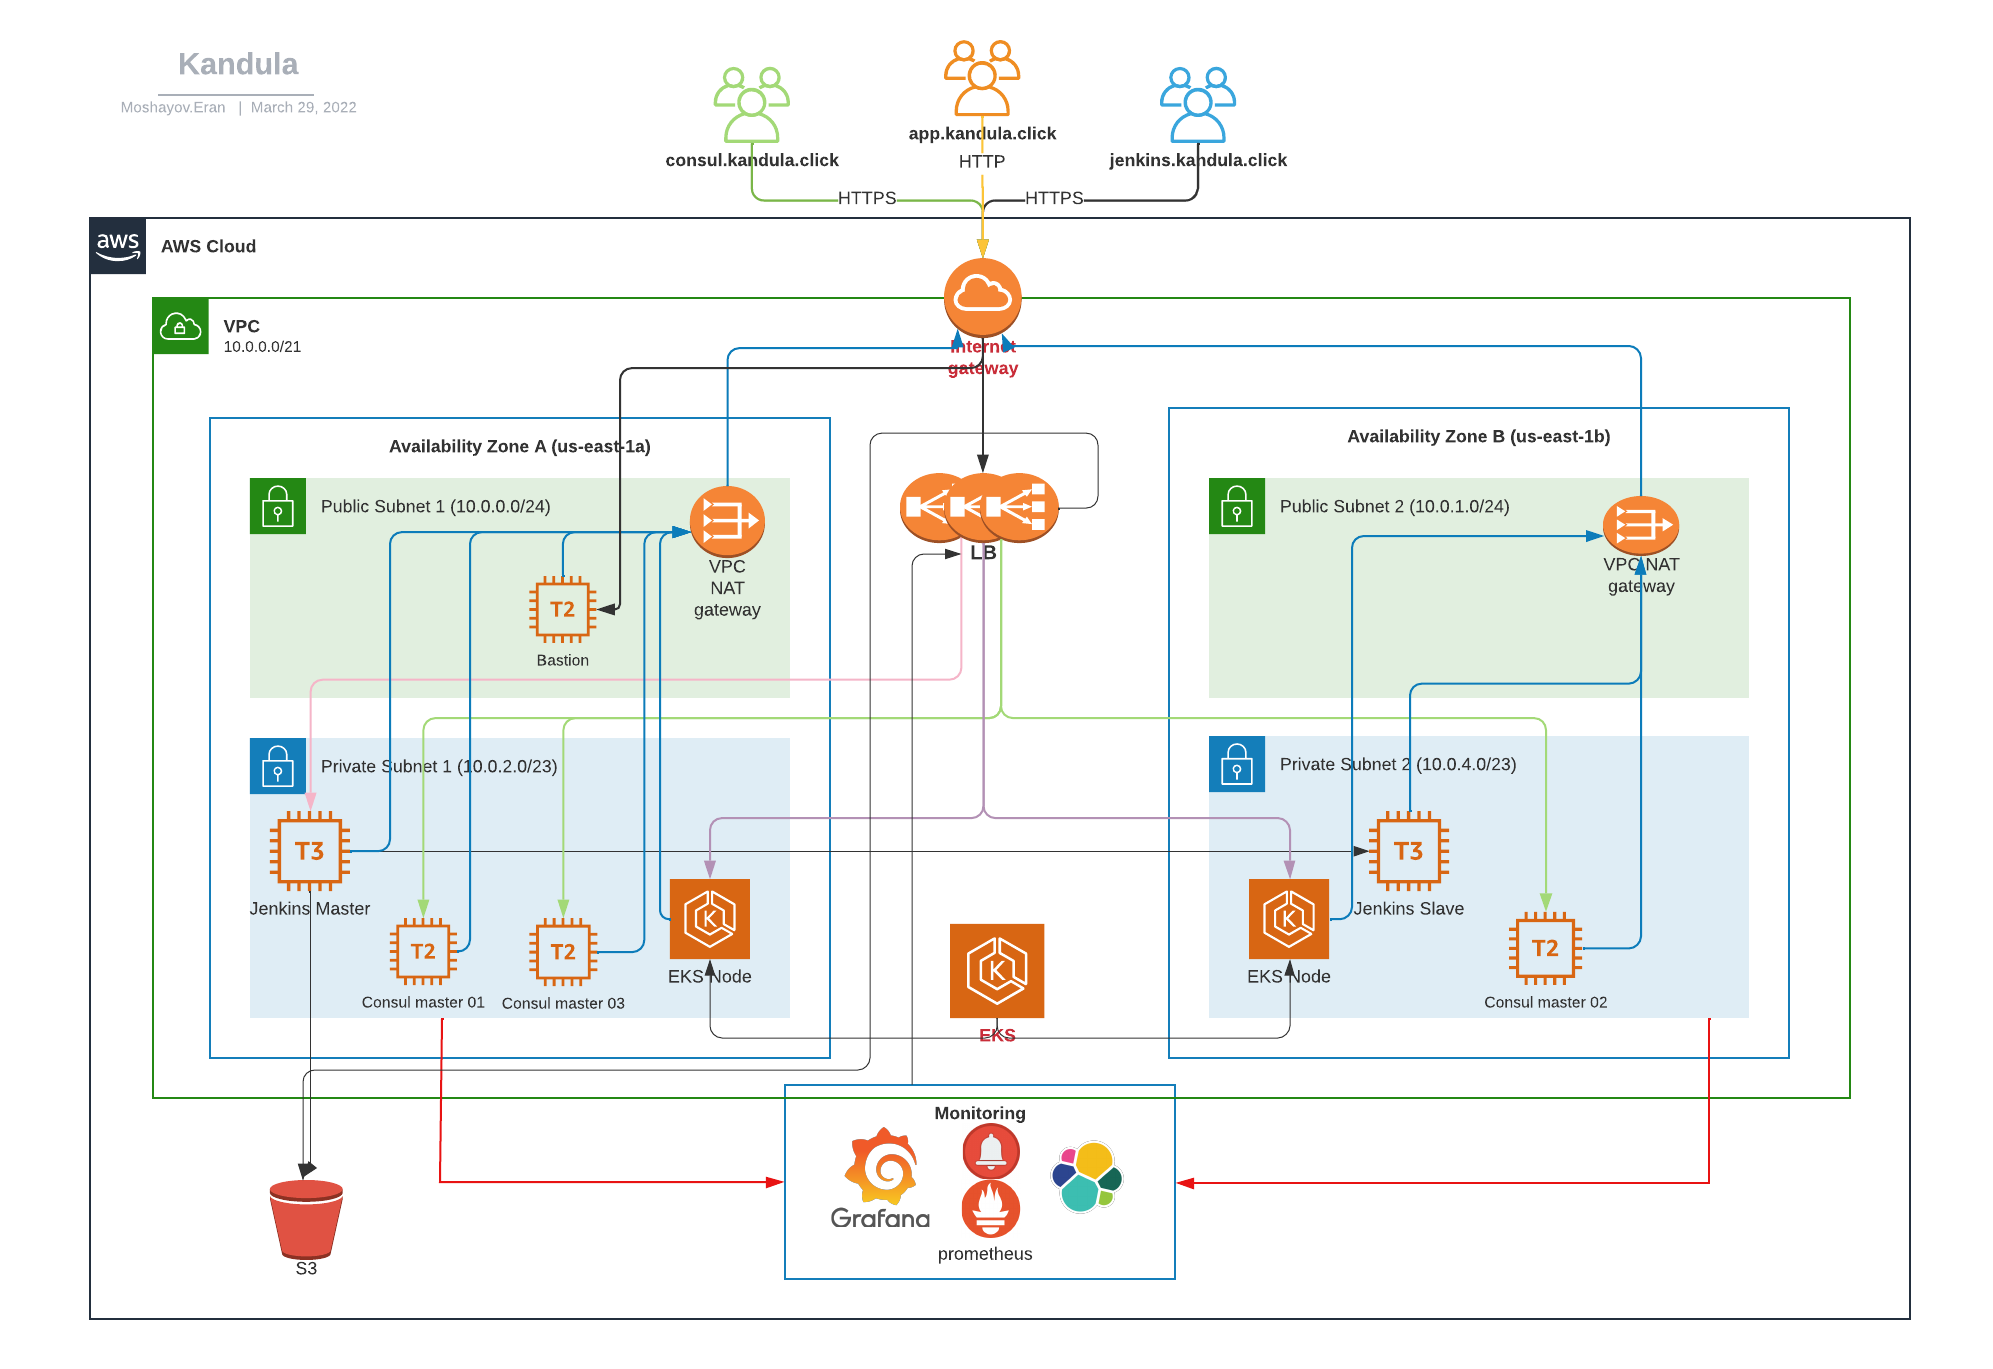 Kandula
Moshayov.Eran | March 29, 2022
consul.kandula.click
app.kandula.click
jenkins.kandula.click
HTTP
HTTPS
HTTPS
aws
AWS Cloud
VPC
10.0.0.0/21
Internet
gateway
Availability Zone A (us-east-1a)
Availability Zone B (us-east-1b)
Public Subnet 1 (10.0.0.0/24)
Public Subnet 2 (10.0.1.0/24)
LB
VPC
NAT
gateway
VPC NAT
gateway
T2
Bastion
Private Subnet 1 (10.0.2.0/23)
Private Subnet 2 (10.0.4.0/23)
T3
Jenkins Master
T3
Jenkins Slave
T2
Consul master 01
T2
Consul master 03
K
EKS Node
K
EKS
K
EKS Node
T2
Consul master 02
Monitoring
Grafana
prometheus
S3